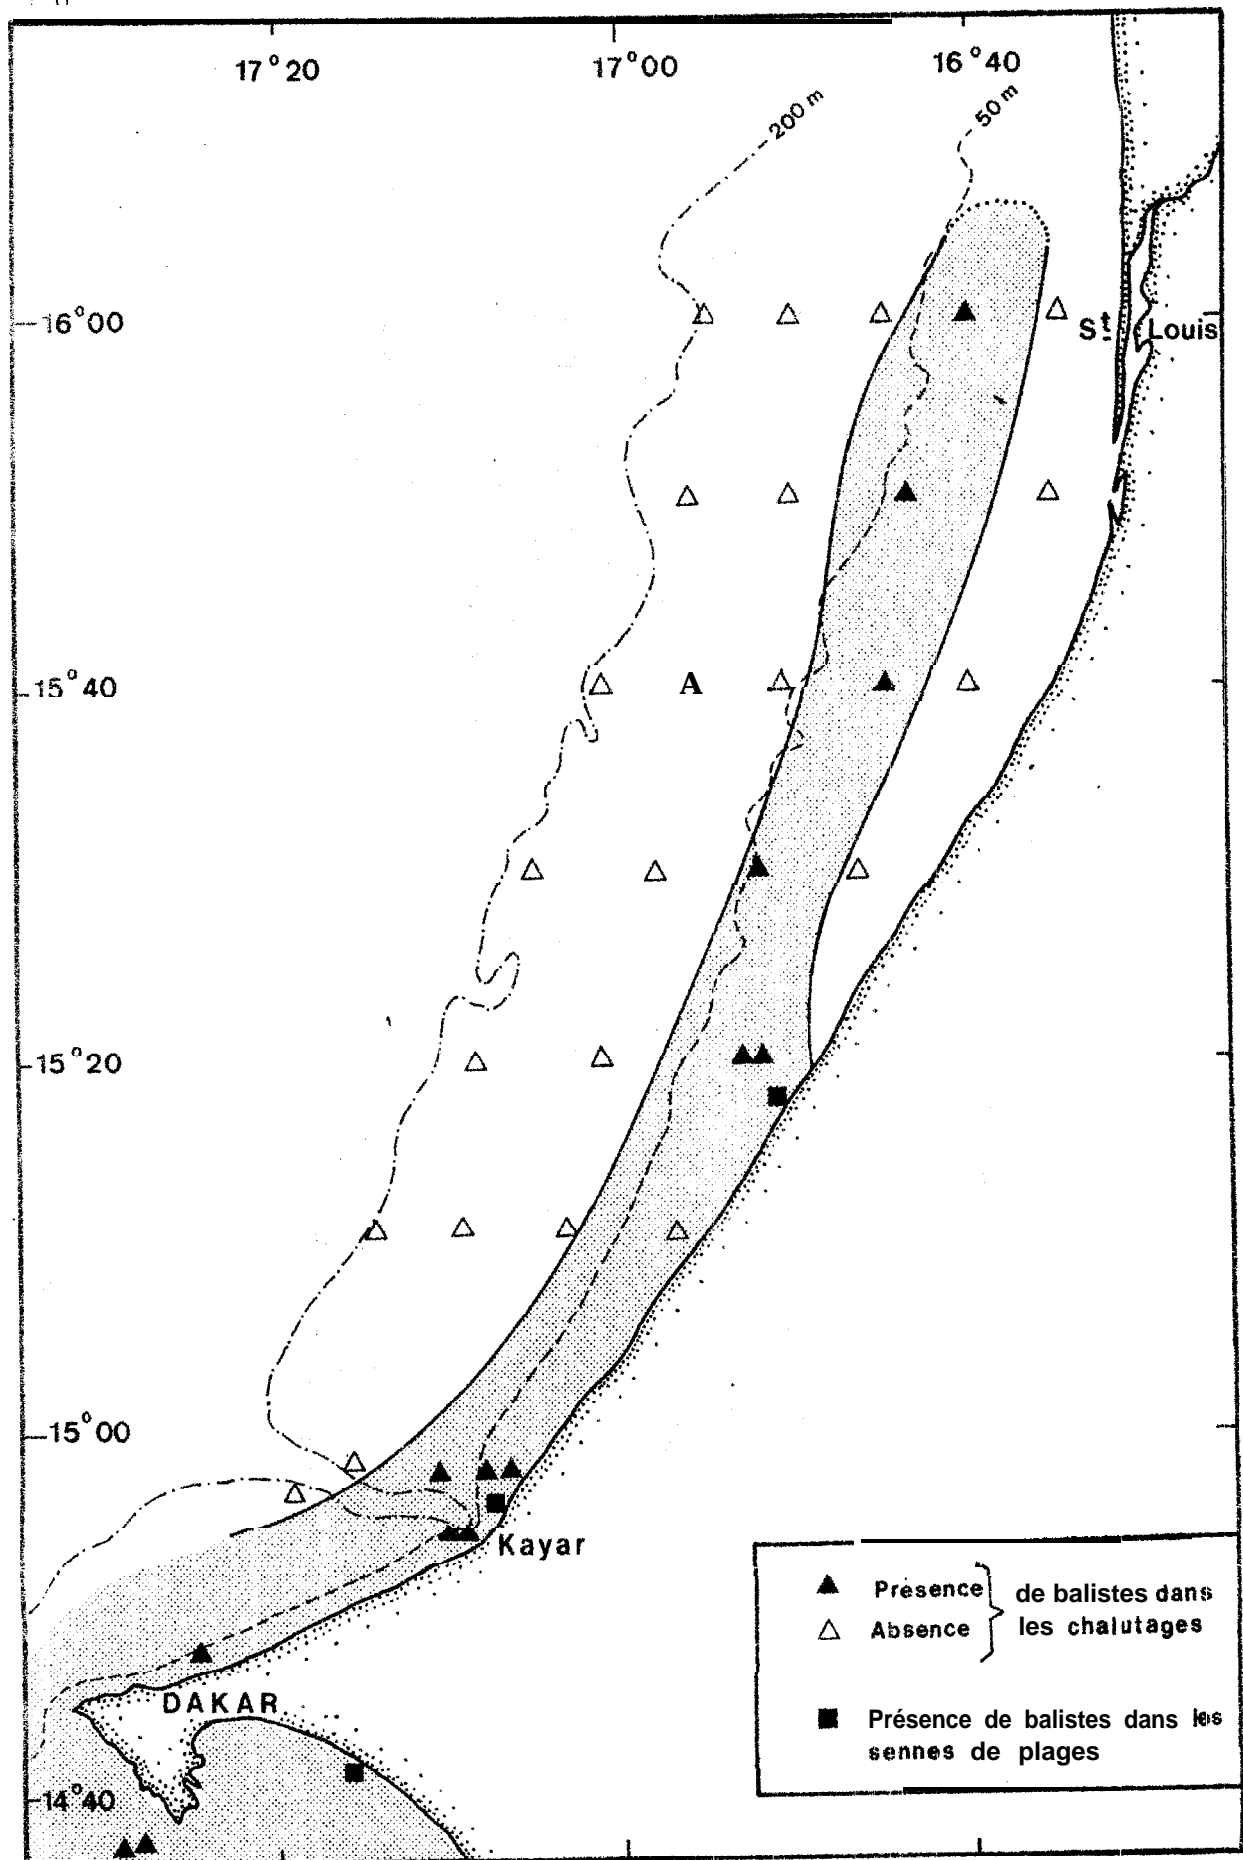 17°20 17°00 16°40
200 m
50 m
16°00
St Louis
15°40
A
15°20
15°00
Kayar
DAKAR
14°40
Présence
Absence
de balistes dans
les chalutages
Présence de balistes dans les
sennes de plages